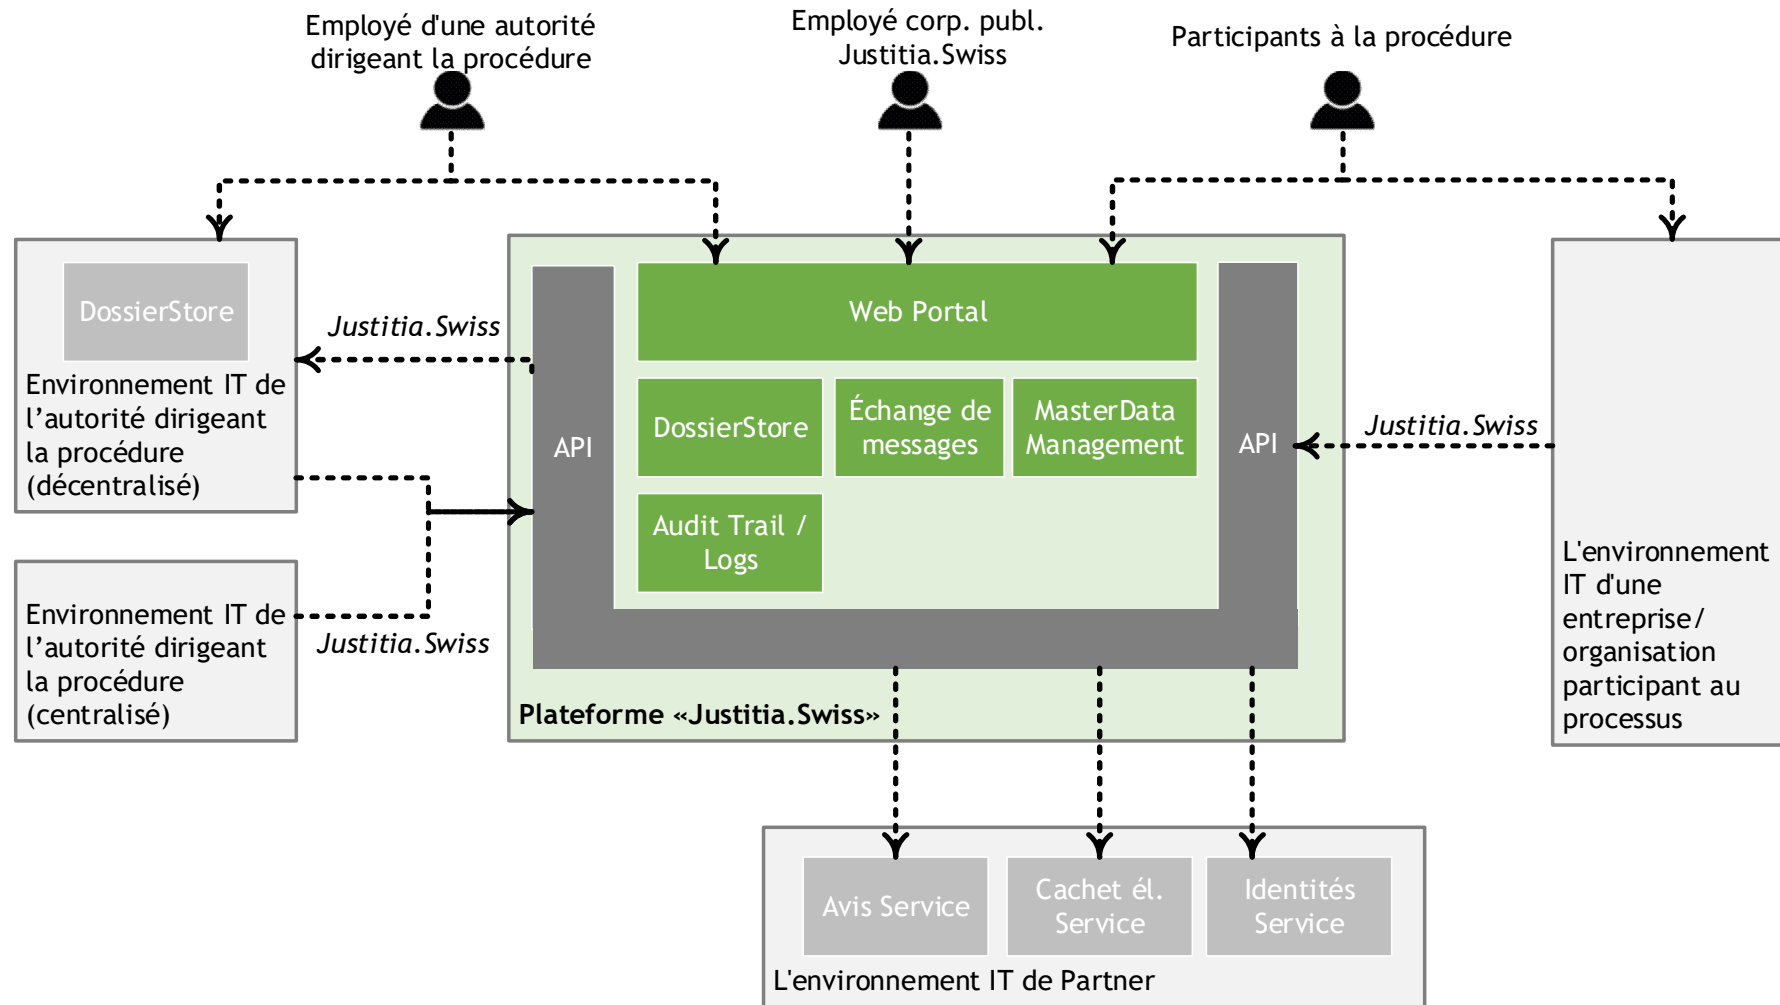 Employé d'une autorité
dirigeant la procédure
Employé corp. publ.
Justitia.Swiss
Participants à la procédure
DossierStore
Environnement IT de
l’autorité dirigeant
la procédure
(décentralisé)
Justitia.Swiss
Environnement IT de
l’autorité dirigeant
la procédure
(centralisé)
Justitia.Swiss
API
Web Portal
DossierStore
Échange de
messages
MasterData
Management
Audit Trail /
Logs
API
Plateforme «Justitia.Swiss»
Justitia.Swiss
L'environnement
IT d'une
entreprise/
organisation
participant au
processus
Avis Service
Cachet él.
Service
Identités
Service
L'environnement IT de Partner